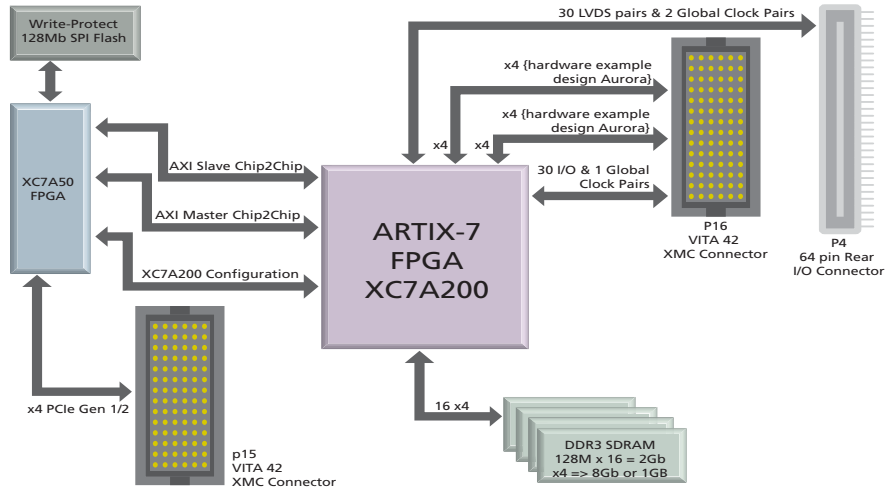 Write-Protect
128Mb SPI Flash
30 LVDS pairs & 2 Global Clock Pairs
x4 {hardware example
design Aurora}
x4 {hardware example
design Aurora}
x4
x4
XC7A50
FPGA
AXI Slave Chip2Chip
30 I/O & 1 Global
Clock Pairs
AXI Master Chip2Chip
ARTIX-7
FPGA
XC7A200
P16
VITA 42
XMC Connector
P4
64 pin Rear
I/O Connector
XC7A200 Configuration
x4 PCIe Gen 1/2
16 x4
p15
VITA 42
XMC Connector
DDR3 SDRAM
128M x 16 = 2Gb
x4 => 8Gb or 1GB